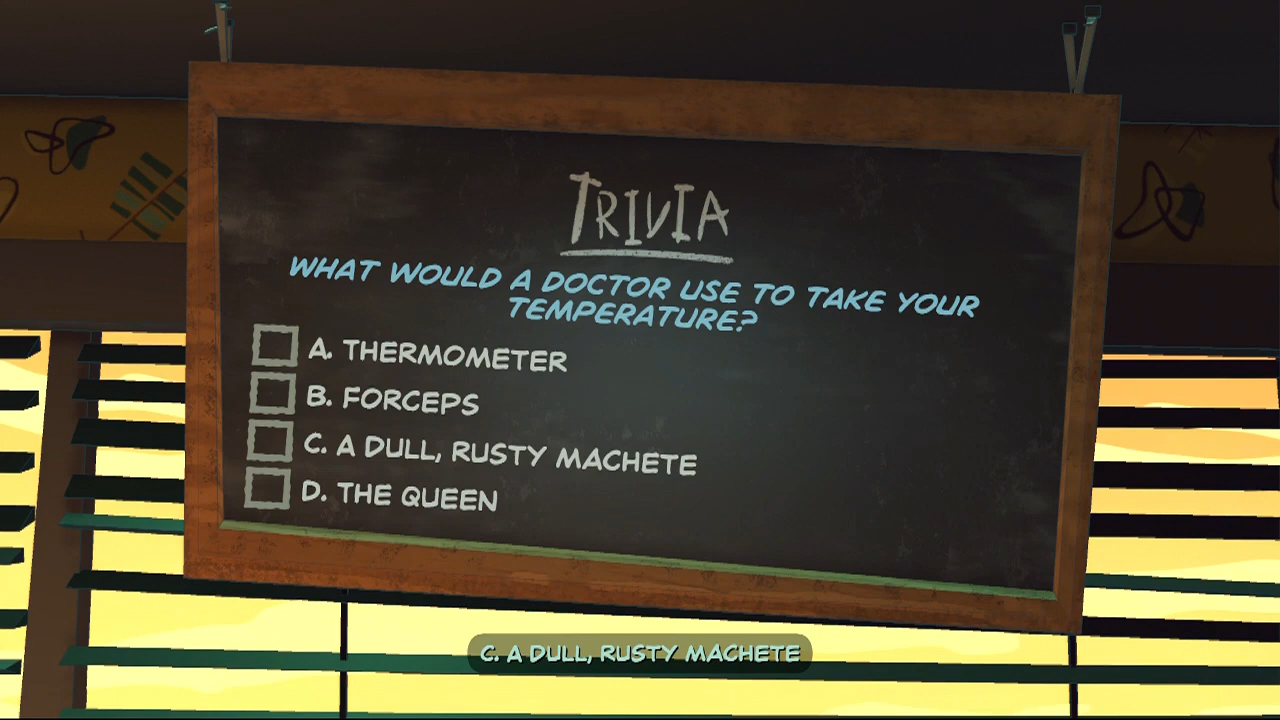 TRIVIA
WHAT WOULD A DOCTOR USE TO TAKE YOUR
TEMPERATURE?
A. THERMOMETER
B. FORCEPS
C. A DULL, RUSTY MACHETE
D. THE QUEEN
C. A DULL, RUSTY MACHETE